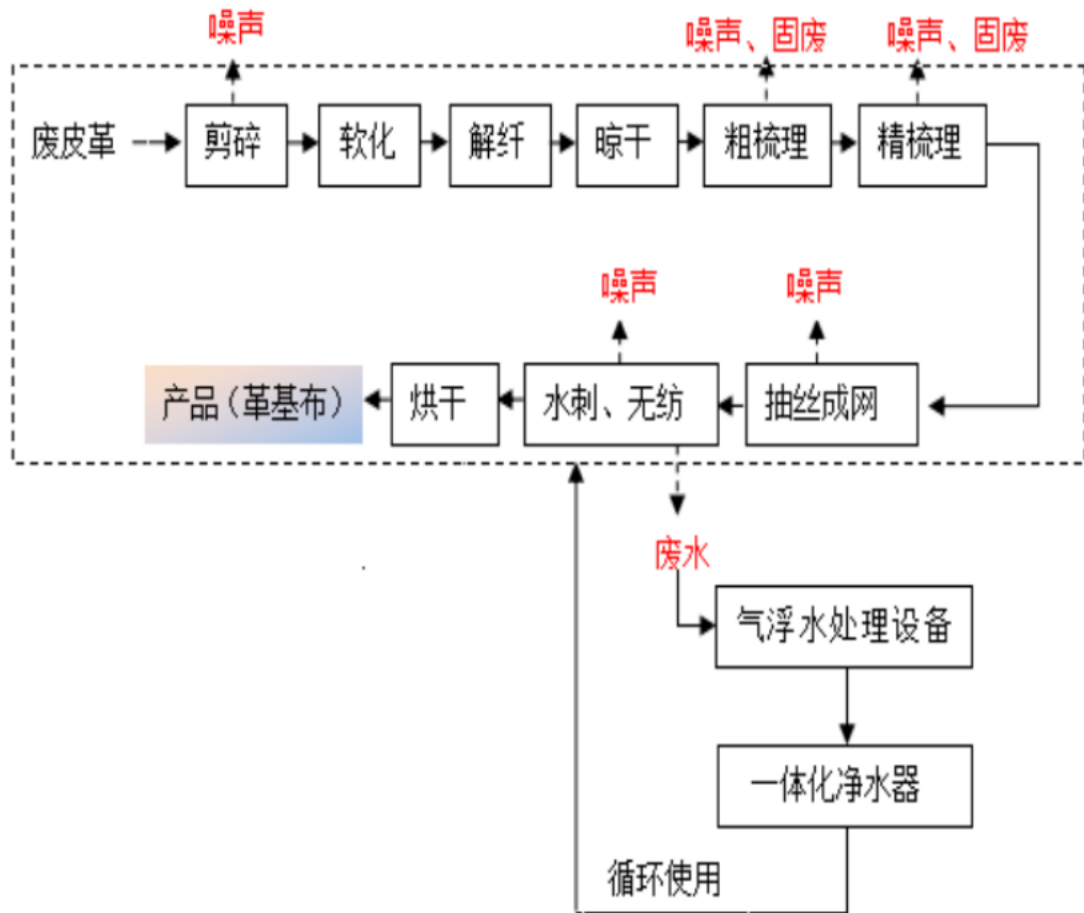 噪声
噪声、固废
噪声、固废
废皮革
剪碎
软化
解纤
晾干
粗梳理
精梳理
噪声
噪声
产品（革基布）
烘干
水刺、无纺
抽丝成网
废水
气浮水处理设备
一体化净水器
循环使用